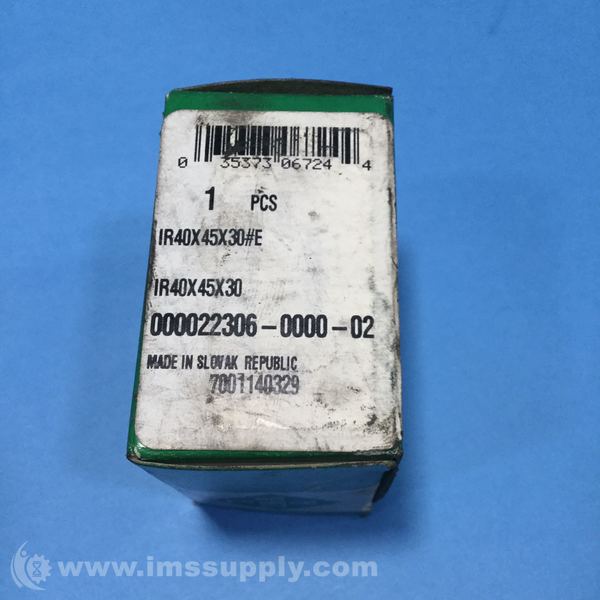 0 35373 06724 4
1 PCS
IR40X45X30#E
IR40X45X30
000022306-0000-02
MADE IN SLOVAK REPUBLIC
7001140329
www.imssupply.com